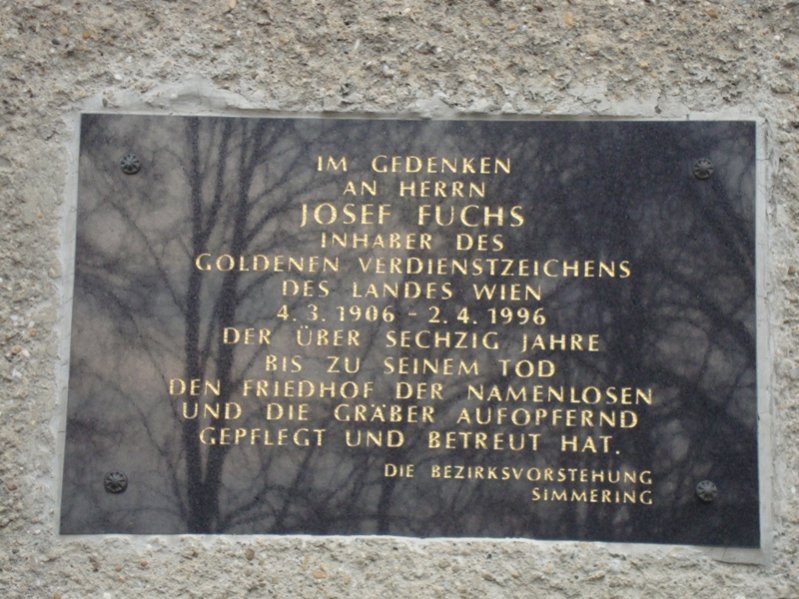 IM GEDENKEN
AN HERRN
JOSEF FUCHS
INHABER DES
GOLDENEN VERDIENSTZEICHENS
DES LANDES WIEN
4.3.1906 - 2.4.1996
DER ÜBER SECHZIG JAHRE
BIS ZU SEINEM TOD
DEN FRIEDHOF DER NAMENLOSEN
UND DIE GRÄBER AUFOPFERND
GEPFLEGT UND BETREUT HAT.
DIE BEZIRKSVORSTEHUNG
SIMMERING